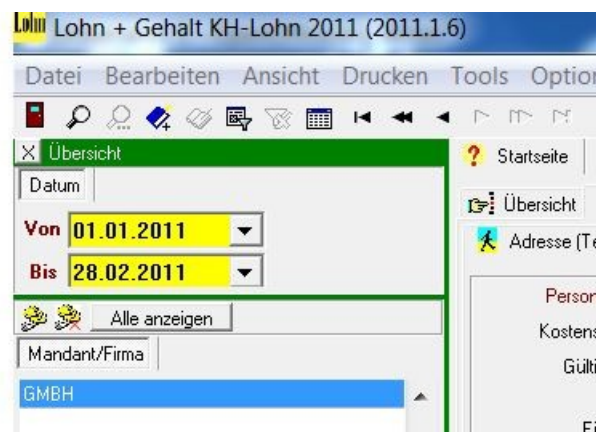 Lohn Lohn + Gehalt KH-Lohn 2011 (2011.1.6)
Datei Bearbeiten Ansicht Drucken Tools
X Übersicht
Datum
Von 01.01.2011
Bis 28.02.2011
Alle anzeigen
Mandant/Firma
GMBH
? Startseite
Übersicht
Adresse